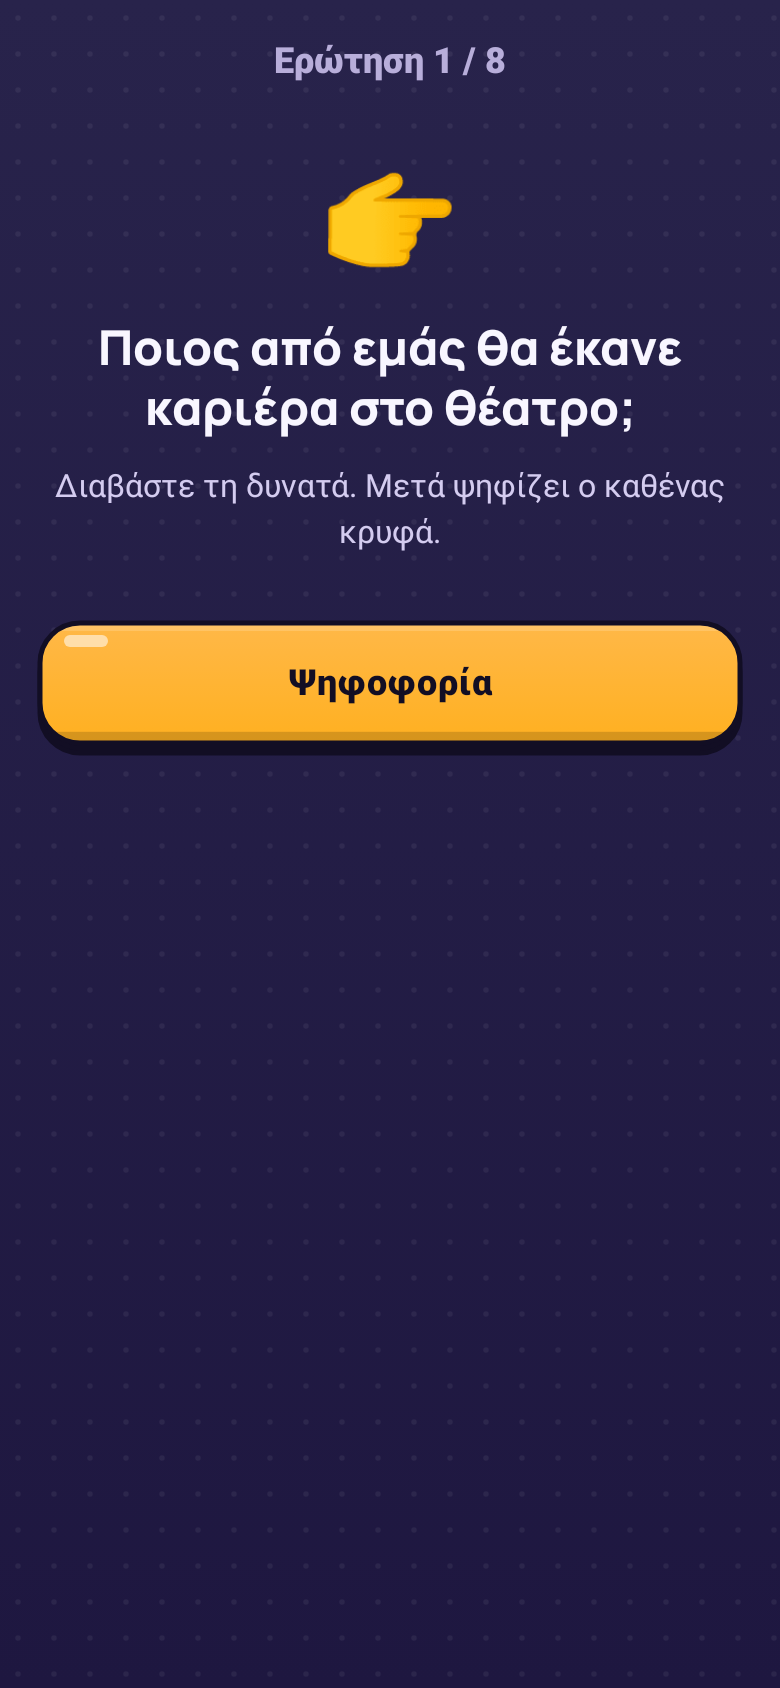 Ερώτηση 1 / 8
Ποιος από εμάς θα έκανε
καριέρα στο θέατρο;
Διαβάστε τη δυνατά. Μετά ψηφίζει ο καθένας
κρυφά.
Ψηφοφορία